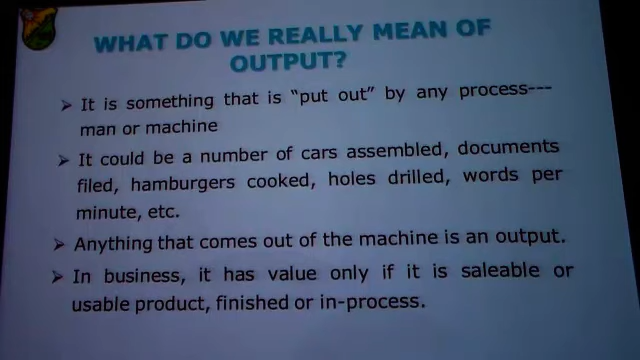 WHAT DO WE REALLY MEAN OF
OUTPUT?
➢ It is something that is “put out” by any process---
man or machine
➢ It could be a number of cars assembled, documents
filed, hamburgers cooked, holes drilled, words per
minute, etc.
➢ Anything that comes out of the machine is an output.
➢ In business, it has value only if it is saleable or
usable product, finished or in-process.